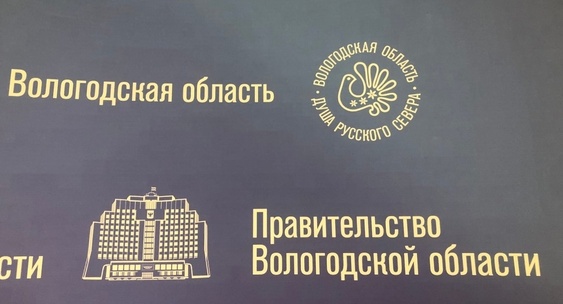 Вологодская область
ВОЛОГОДСКАЯ ОБЛАСТЬ
ДУША РУССКОГО СЕВЕРА
сти
Правительство
Вологодской области